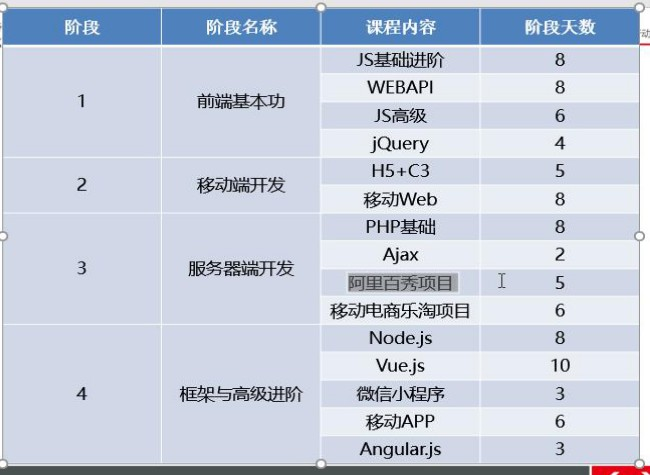 阶段 阶段名称 课程内容 阶段天数
1 前端基本功 JS基础进阶 8
WEBAPI 8
JS高级 6
jQuery 4
2 移动端开发 H5+C3 5
移动Web 8
3 服务器端开发 PHP基础 8
Ajax 2
阿里百秀项目 5
移动电商乐淘项目 6
4 框架与高级进阶 Node.js 8
Vue.js 10
微信小程序 3
移动APP 6
Angular.js 3